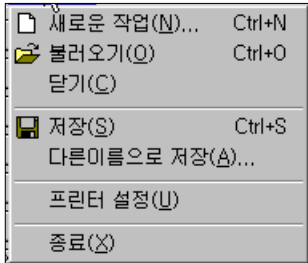 새로운 작업(N)... Ctrl+N
불러오기(O) Ctrl+O
닫기(C)
저장(S) Ctrl+S
다른이름으로 저장(A)...
프린터 설정(U)
종료(X)